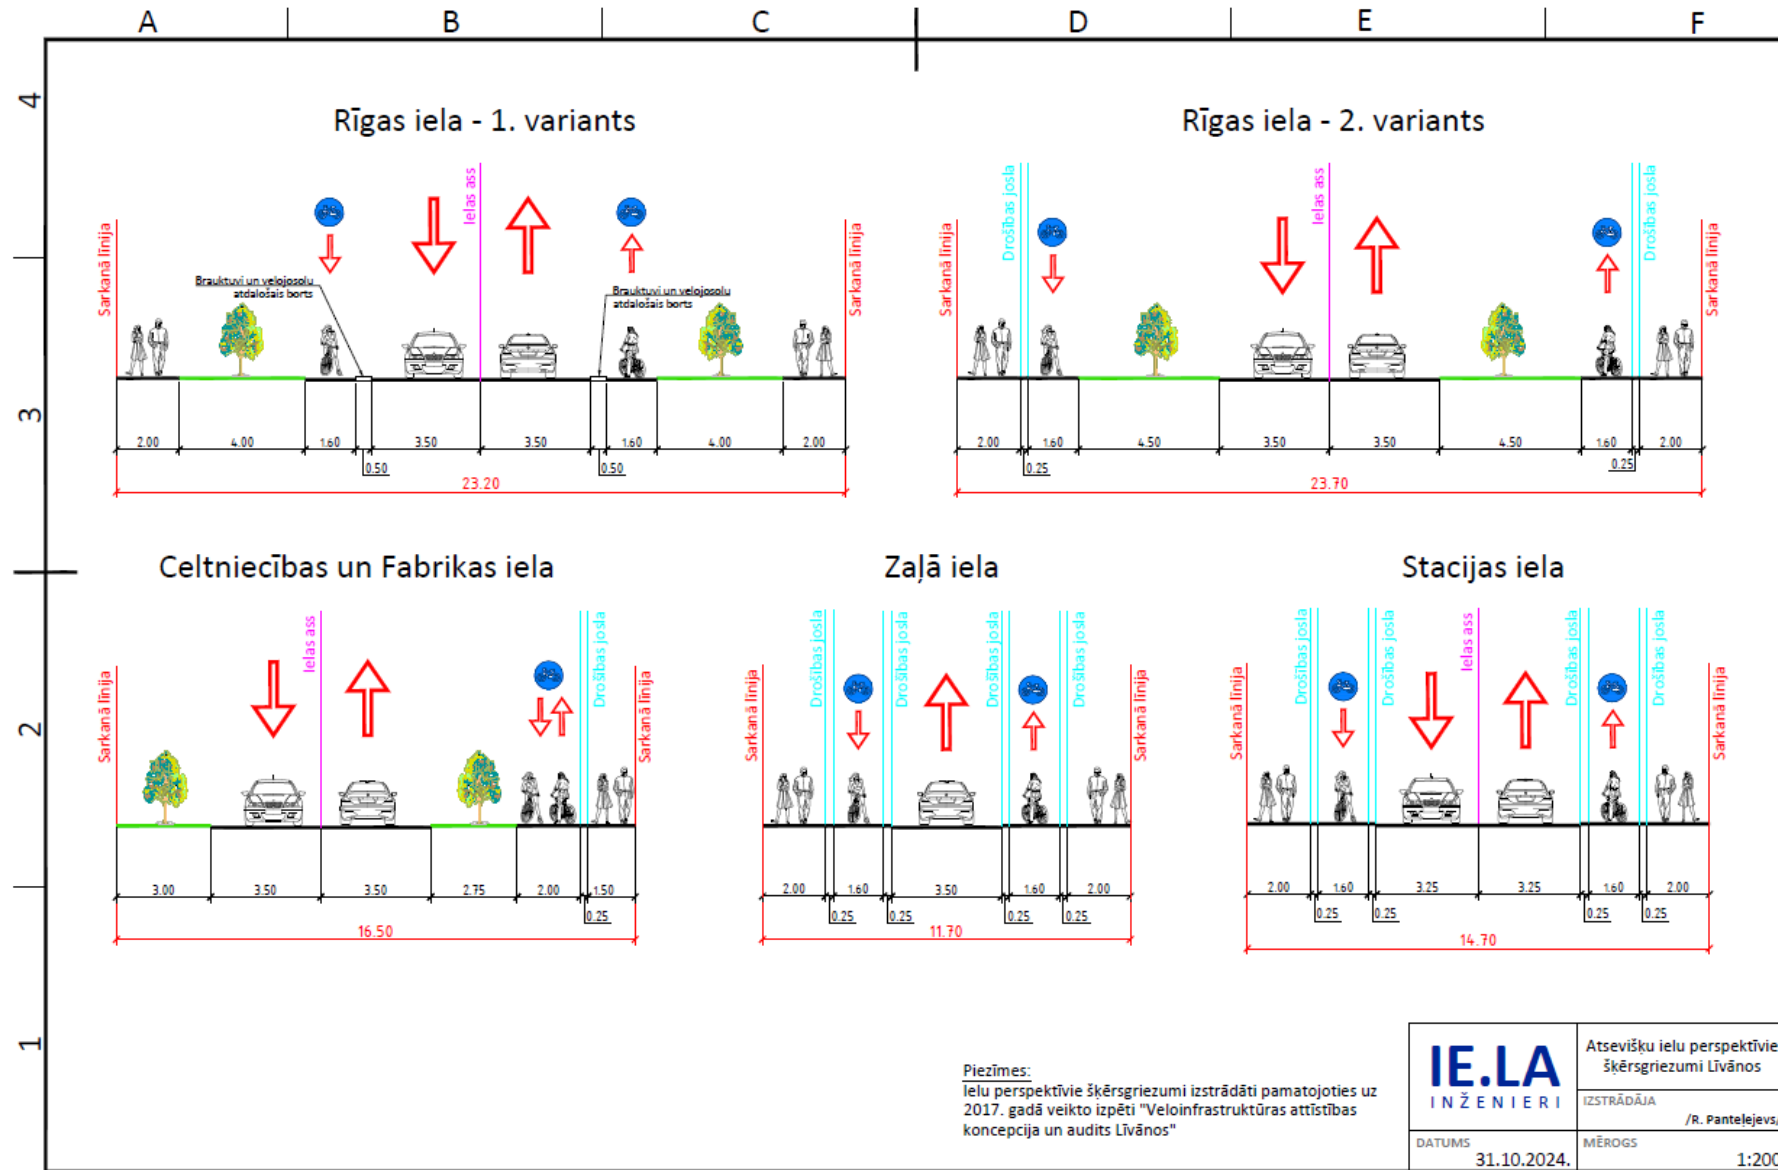 A B C D E F
4
3
2
1
Rīgas iela - 1. variants
Sarkanā līnija
Brauktuvi un velojosolu
atdalošais borts
Ielas ass
Brauktuvi un velojosolu
atdalošais borts
Sarkanā līnija
2.00 4.00 1.60 3.50 3.50 1.60 4.00 2.00
0.50 0.50
23.20
Rīgas iela - 2. variants
Sarkanā līnija
Drošības josla
Ielas ass
Drošības josla
Sarkanā līnija
2.00 1.60 4.50 3.50 3.50 4.50 1.60 2.00
0.25 0.25
23.70
Celtniecības un Fabrikas iela
Sarkanā līnija
Ielas ass
Drošības josla
Sarkanā līnija
3.00 3.50 3.50 2.75 2.00 1.50
0.25
16.50
Zaļā iela
Sarkanā līnija
Drošības josla
Drošības josla
Drošības josla
Drošības josla
Sarkanā līnija
2.00 1.60 3.50 1.60 2.00
0.25 0.25 0.25 0.25
11.70
Stacijas iela
Sarkanā līnija
Drošības josla
Drošības josla
Ielas ass
Drošības josla
Drošības josla
Sarkanā līnija
2.00 1.60 3.25 3.25 1.60 2.00
0.25 0.25 0.25 0.25
14.70
Piezīmes:
Ielu perspektīvie šķērsgriezumi izstrādāti pamatojoties uz
2017. gadā veikto izpēti "Veloinfrastruktūras attīstības
koncepcija un audits Līvānos"
IE.LA
INŽENIERI
Atsevišķu ielu perspektīvie
šķērsgriezumi Līvānos
IZSTRĀDĀJA
/R. Panteļejevs/
DATUMS
31.10.2024.
MĒROGS
1:200